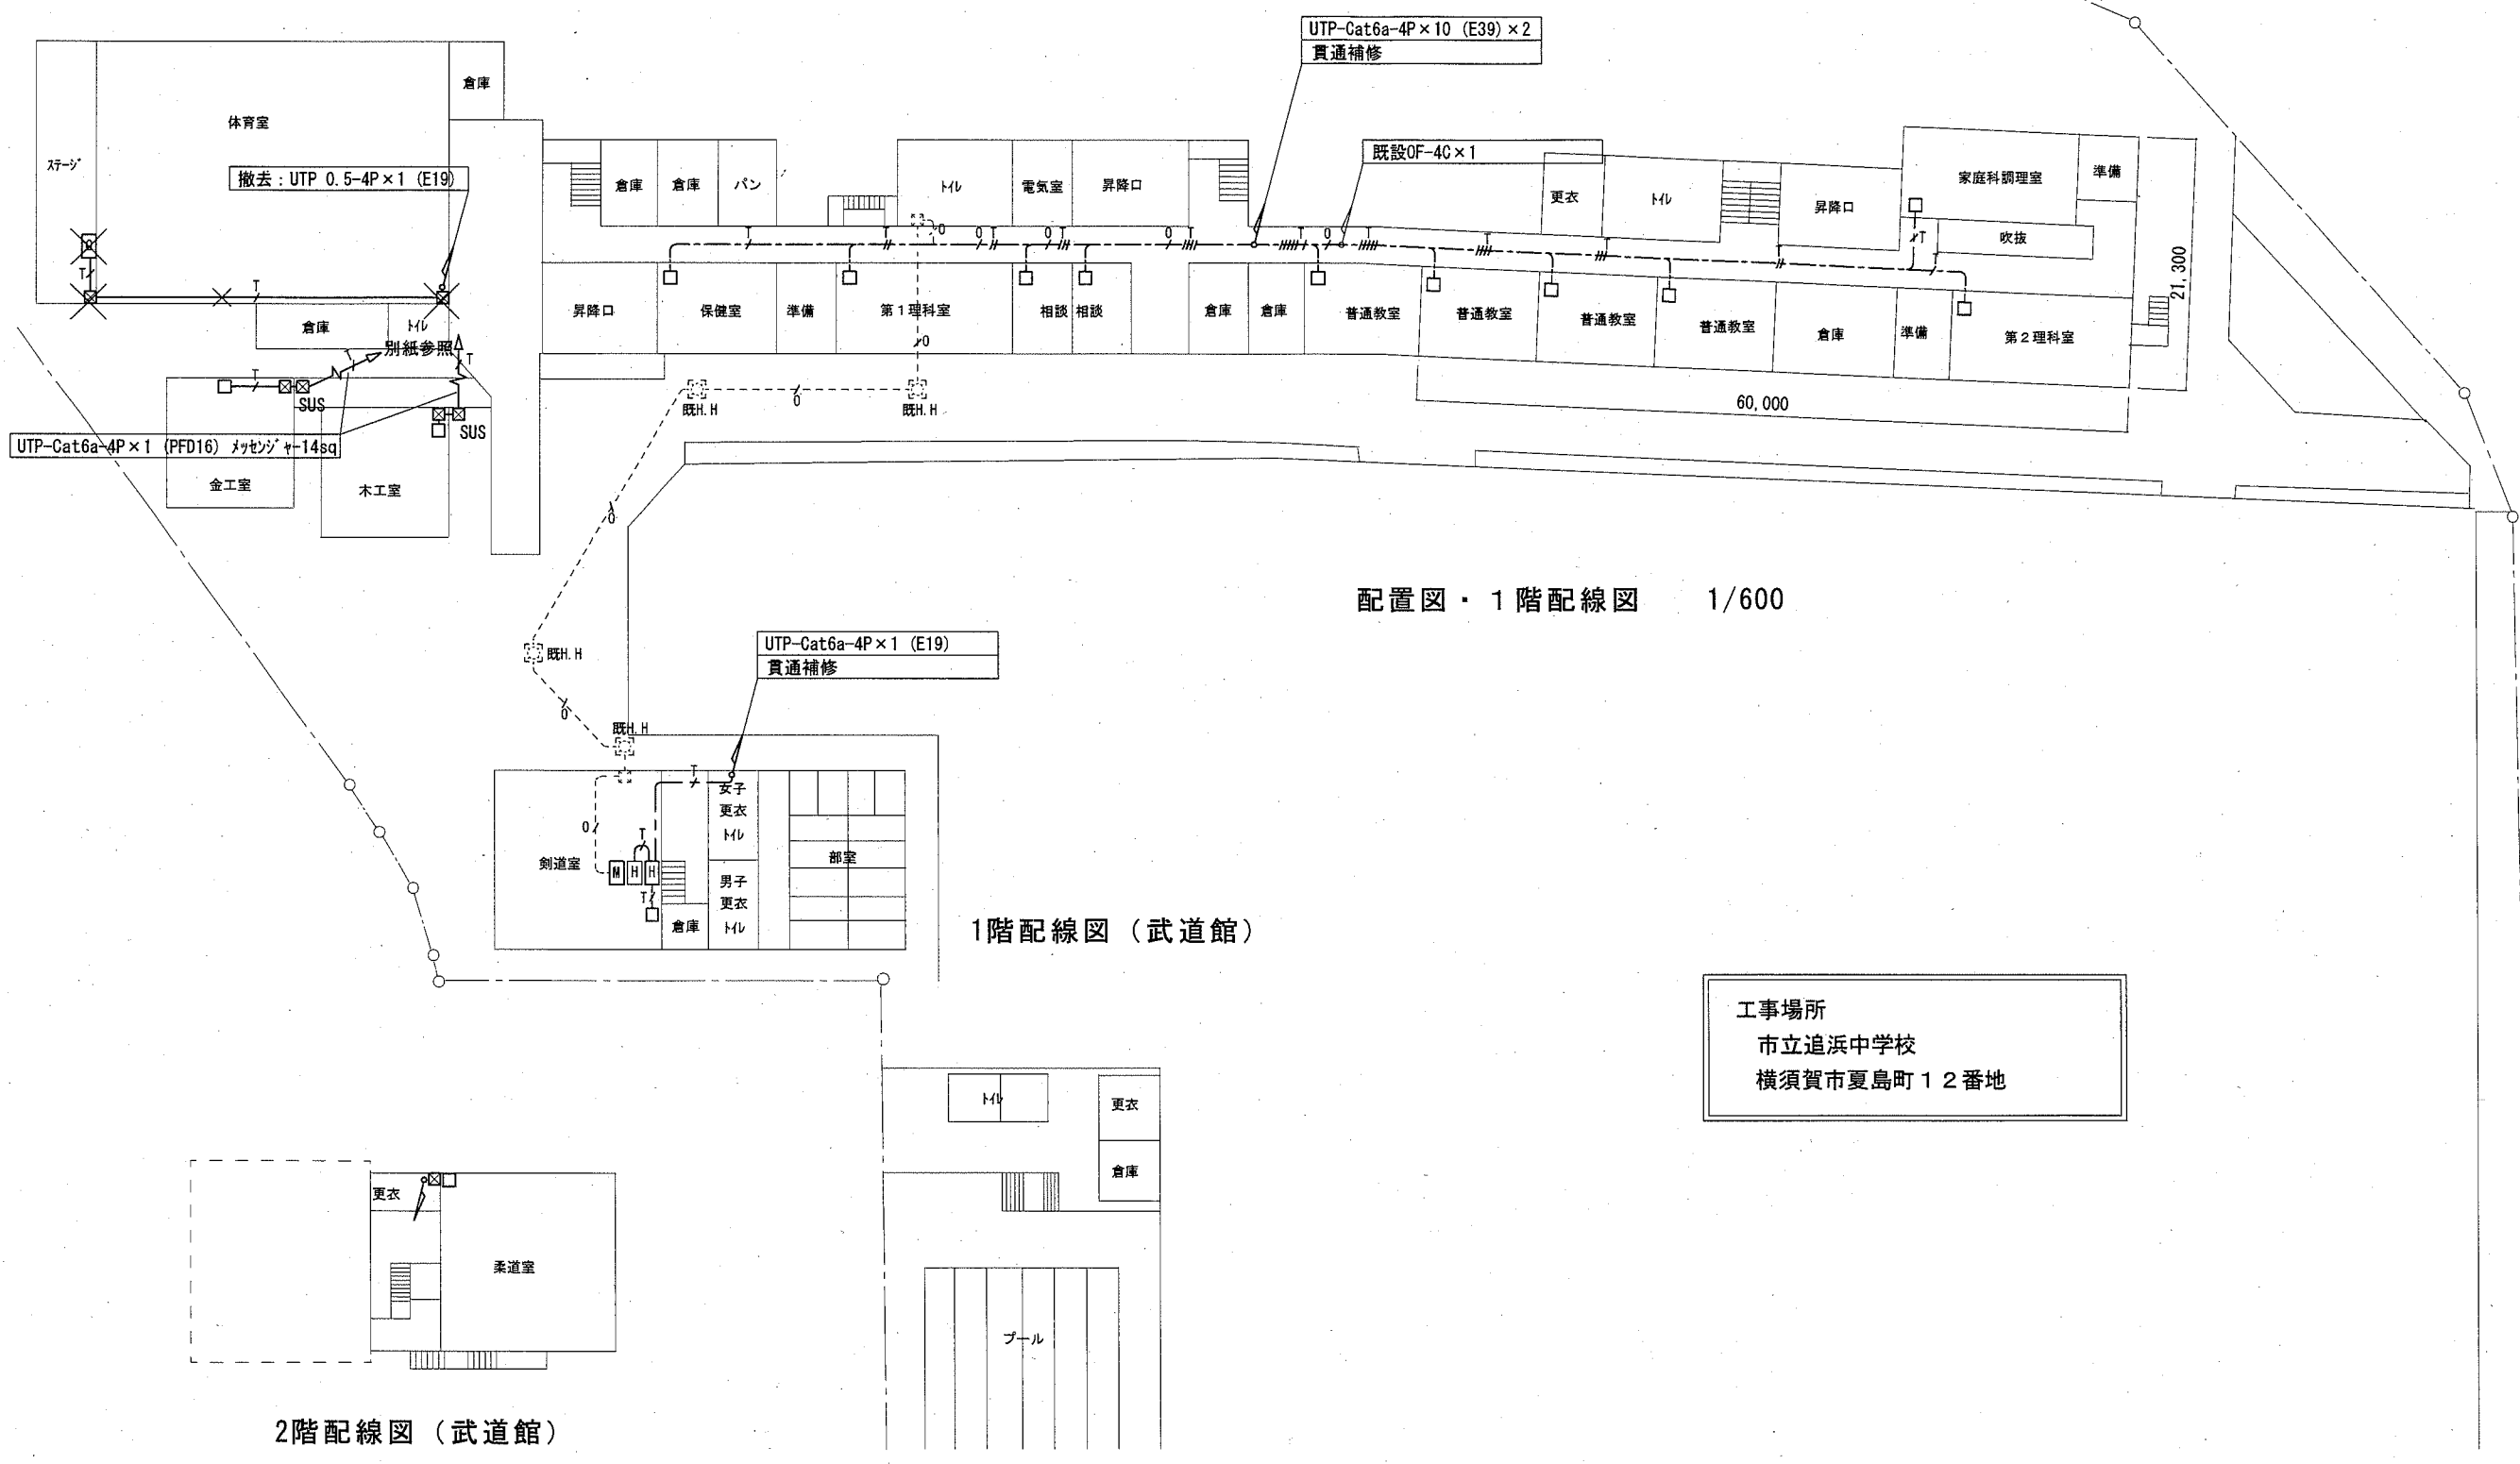 UTP-Cat6a-4P×10 (E39)×2
貫通補修
倉庫
体育室
ｽﾃｰｼﾞ
撤去：UTP 0.5-4P×1 (E19)
既設OF-4C×1
倉庫
倉庫
パン
ﾄｲﾚ
電気室
昇降口
更衣
ﾄｲﾚ
昇降口
家庭科調理室
準備
吹抜
21,300
T
T
O
T
T
O
T
O
T
O
T
T
O
T
T
T
T
T
T
昇降口
保健室
準備
第1理科室
相談
相談
倉庫
倉庫
普通教室
普通教室
普通教室
普通教室
倉庫
準備
第2理科室
倉庫
ﾄｲﾚ
別紙参照
T
T
T
SUS
SUS
UTP-Cat6a-4P×1 (PFD16) ﾒｯｾﾝｼﾞｬｰ14sq
金工室
木工室
O
既H.H
O
既H.H
60,000
O
配置図・1階配線図　1/600
既H.H
O
既H.H
UTP-Cat6a-4P×1 (E19)
貫通補修
T
女子
更衣
ﾄｲﾚ
O
T
剣道室
M
H
H
T
部室
男子
更衣
ﾄｲﾚ
倉庫
1階配線図（武道館）
工事場所
市立追浜中学校
横須賀市夏島町１２番地
ﾄｲﾚ
更衣
倉庫
プール
更衣
柔道室
2階配線図（武道館）